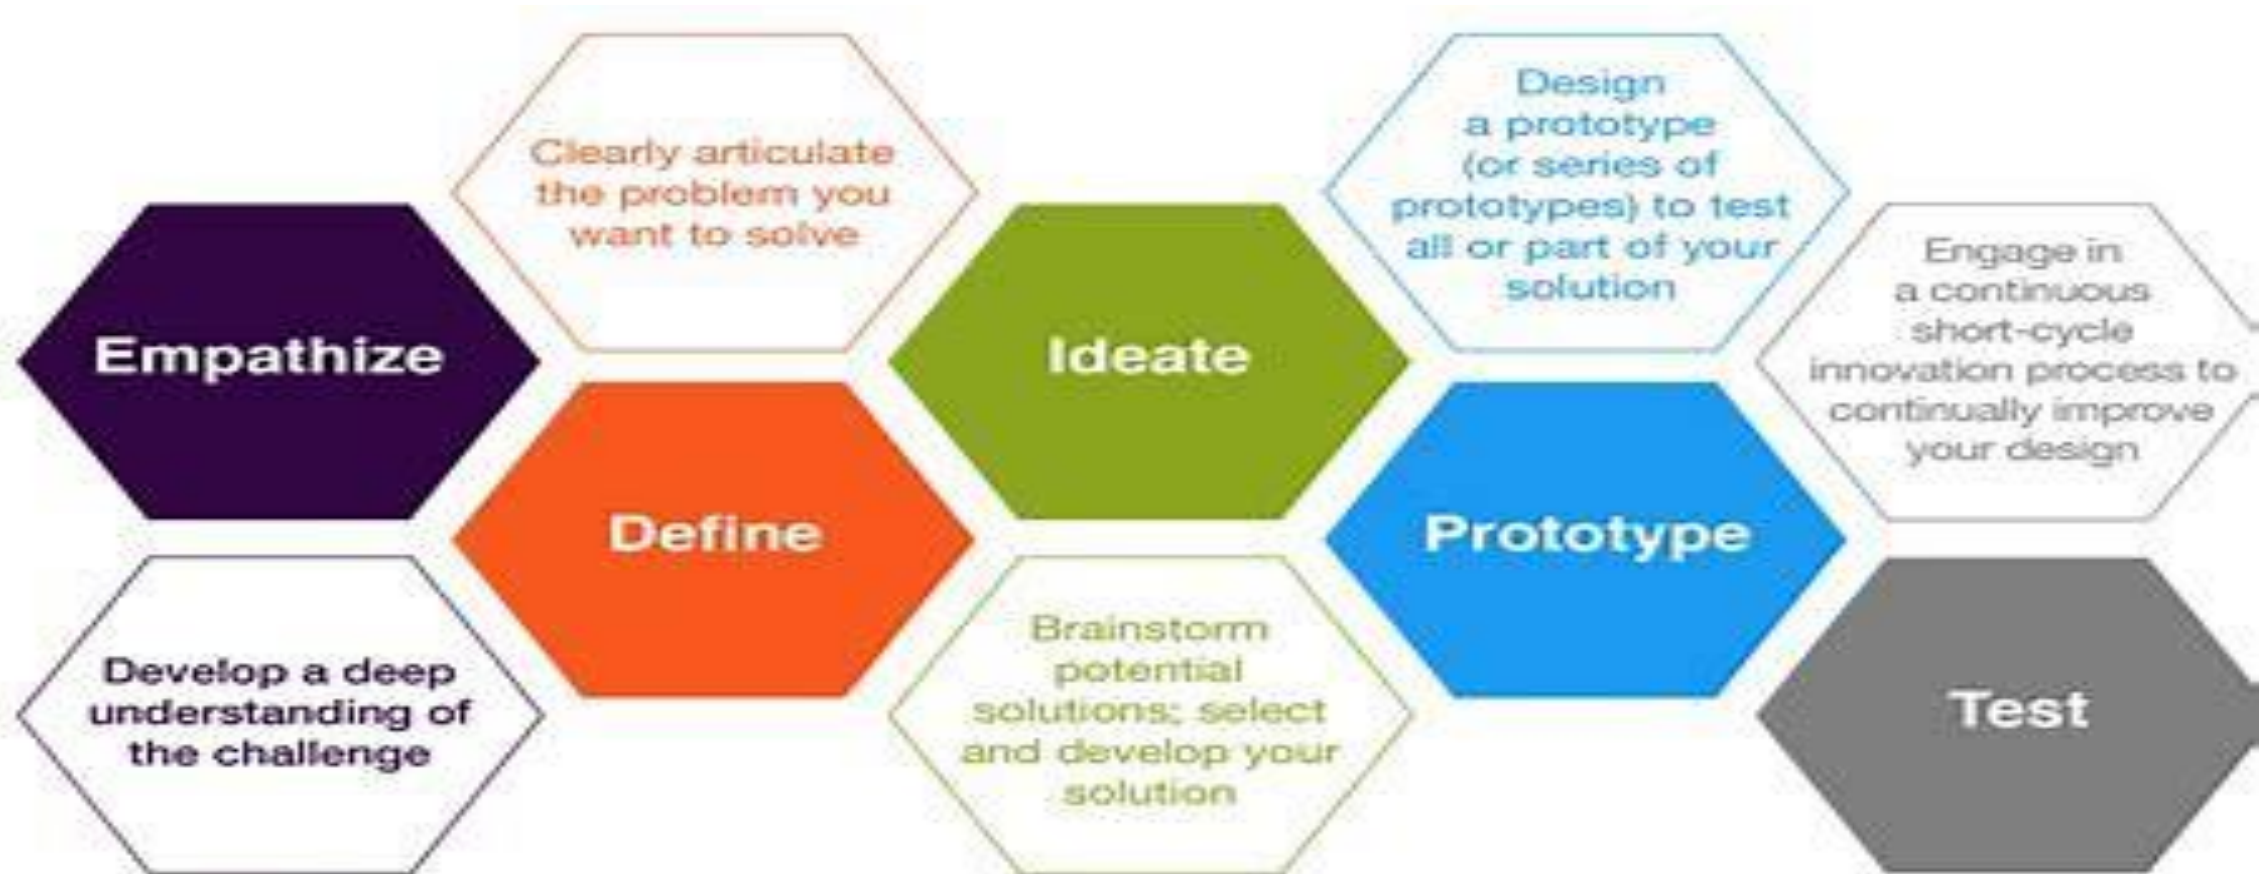 Empathize
Develop a deep
understanding of
the challenge
Clearly articulate
the problem you
want to solve
Define
Ideate
Brainstorm
potential
solutions; select
and develop your
solution
Design
a prototype
(or series of
prototypes) to test
all or part of your
solution
Prototype
Engage in
a continuous
short-cycle
innovation process to
continually improve
your design
Test